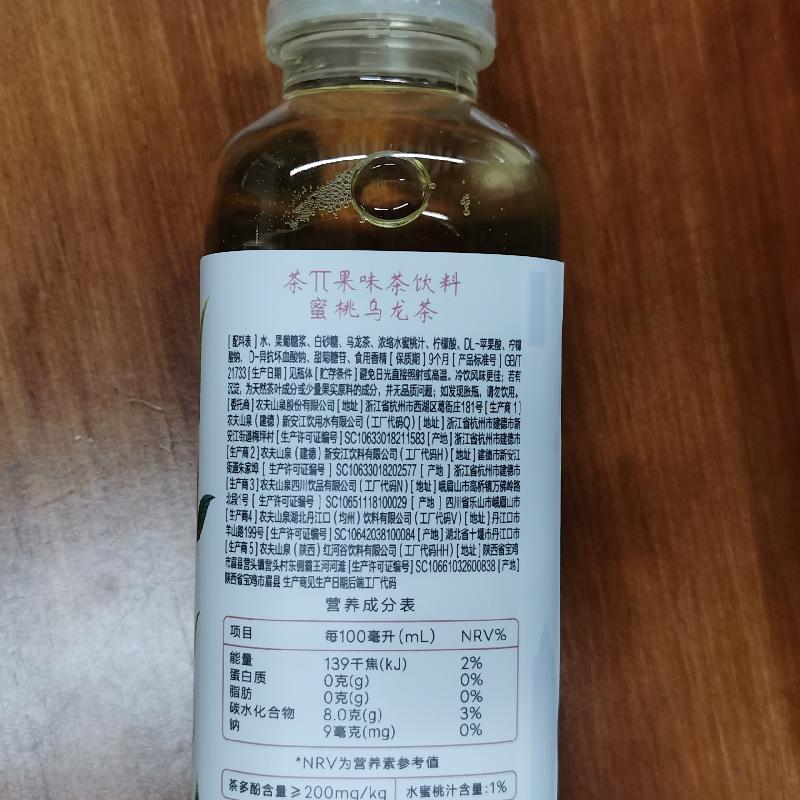 茶π果味茶饮料
蜜桃乌龙茶
[配料表] 水、果葡糖浆、白砂糖、乌龙茶、浓缩水蜜桃汁、柠檬酸、DL-苹果酸、柠檬
酸钠、D-异抗坏血酸钠、甜菊糖苷、食用香精 [保质期] 9个月 [产品标准号] GB/T
21733 [生产日期] 见瓶体 [贮存条件] 避免日光直接照射或高温。冷饮风味更佳；若有
沉淀，为天然茶叶成分或少量果实原料的成分，并无品质问题；如发现胀瓶，请勿饮用。
[委托商] 农夫山泉股份有限公司 [地址] 浙江省杭州市西湖区葛衙庄181号 [生产商1]
农夫山泉（建德）新安江饮用水有限公司（工厂代码Q）[地址] 浙江省杭州市建德市新
安江街道梅坪村 [生产许可证编号] SC10633018211583 [产地] 浙江省杭州市建德市
[生产商2] 农夫山泉（建德）新安江饮料有限公司（工厂代码H）[地址] 建德市新安江
街道朱家埠 [生产许可证编号] SC10633018202577 [产地] 浙江省杭州市建德市
[生产商3] 农夫山泉四川饮品有限公司（工厂代码N）[地址] 峨眉山市高桥镇万佛岭路
北段1号 [生产许可证编号] SC10651118100029 [产地] 四川省乐山市峨眉山市
[生产商4] 农夫山泉湖北丹江口（均州）饮料有限公司（工厂代码V）[地址] 丹江口市
羊山路199号 [生产许可证编号] SC10642038100084 [产地] 湖北省十堰市丹江口市
[生产商5] 农夫山泉（陕西）红河谷饮料有限公司（工厂代码HH）[地址] 陕西省宝鸡
市眉县营头镇营头村东侧霸王河河滩 [生产许可证编号] SC10661032600838 [产地]
陕西省宝鸡市眉县 生产商见生产日期后端工厂代码
营养成分表
项目 每100毫升(mL) NRV%
能量 139千焦(kJ) 2%
蛋白质 0克(g) 0%
脂肪 0克(g) 0%
碳水化合物 8.0克(g) 3%
钠 9毫克(mg) 0%
*NRV为营养素参考值
茶多酚含量≥200mg/kg 水蜜桃汁含量:1%